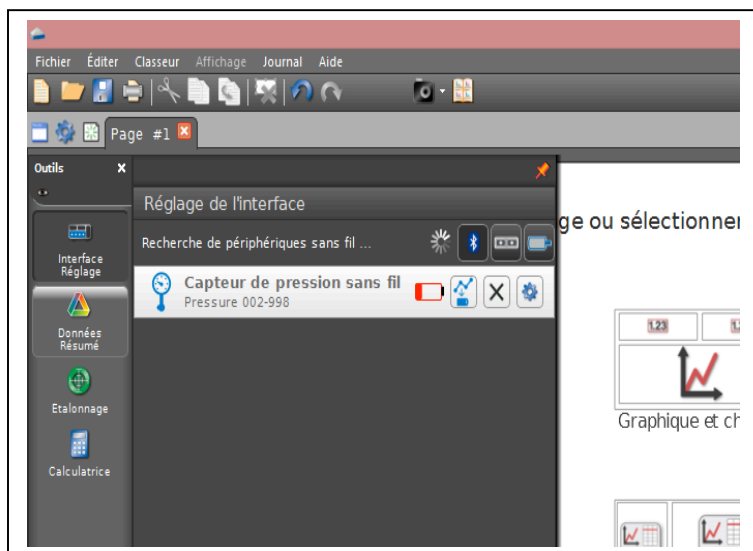 Fichier Éditer Classeur Affichage Journal Aide
Page #1
Outils
Réglage de l'interface
Recherche de périphériques sans fil ...
Interface
Réglage
Capteur de pression sans fil
Pressure 002-998
Données
Résumé
Etalonnage
Calculatrice
ge ou sélectionner
1.23
Graphique et ch